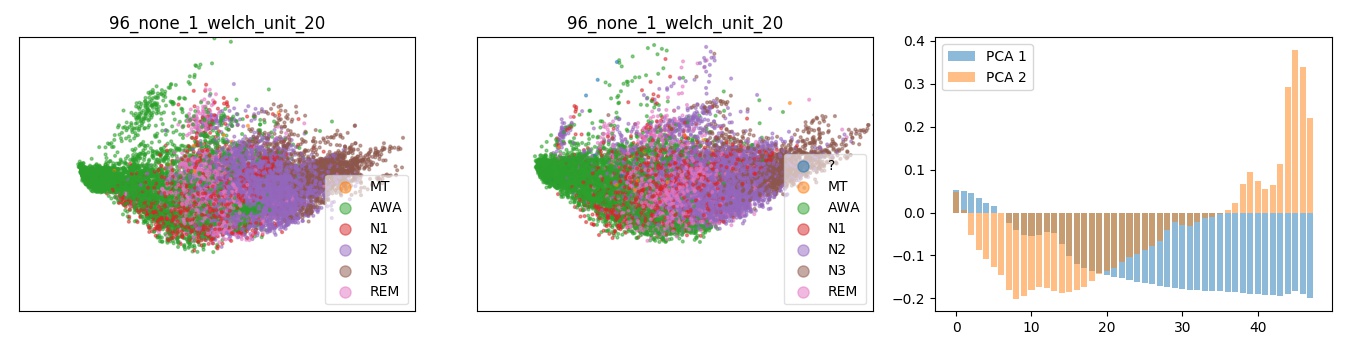 96_none_1_welch_unit_20
MT
AWA
N1
N2
N3
REM
96_none_1_welch_unit_20
?
MT
AWA
N1
N2
N3
REM
PCA 1
PCA 2
0.4
0.3
0.2
0.1
0.0
−0.1
−0.2
0 10 20 30 40